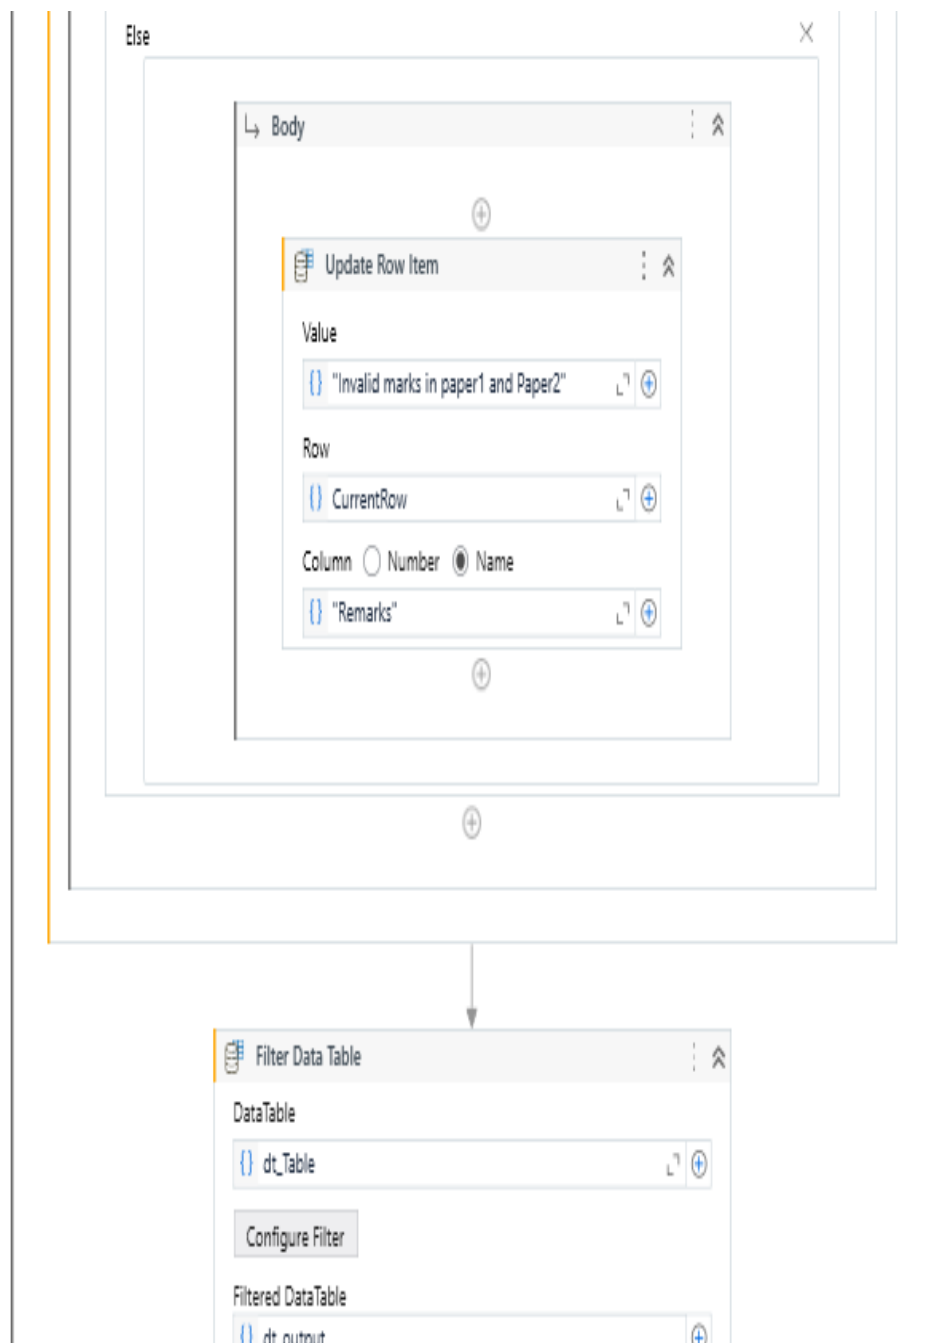 Else
Body
Update Row Item
Value
{} "Invalid marks in paper1 and Paper2"
Row
{} CurrentRow
Column Number Name
{} "Remarks"
Filter Data Table
DataTable
{} dt_Table
Configure Filter
Filtered DataTable
{} dt_output